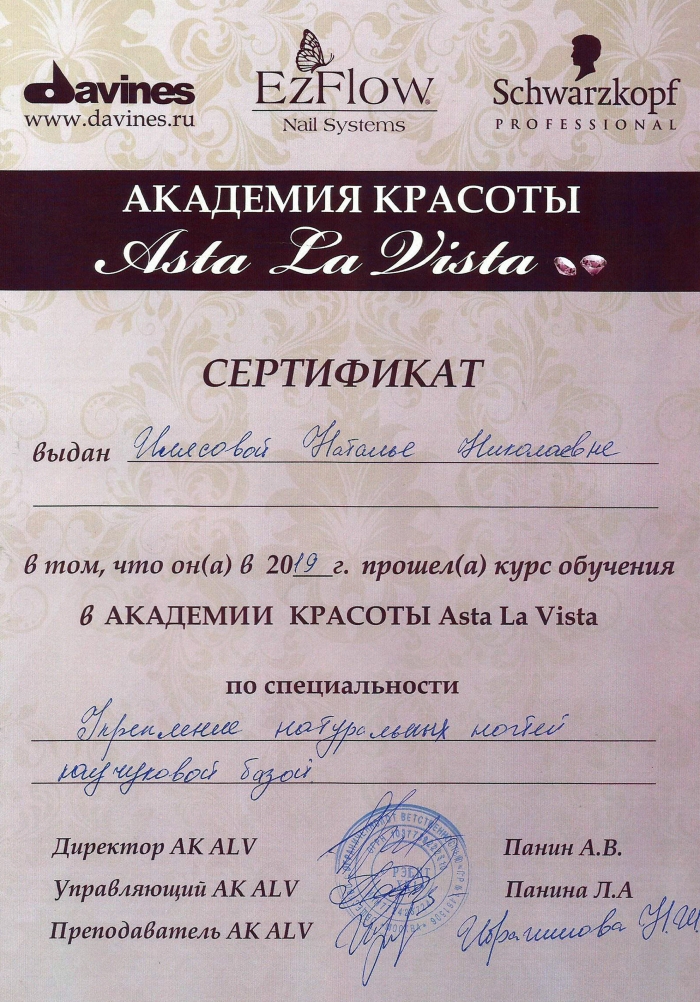 davines
www.davines.ru
EzFlow
Nail Systems
Schwarzkopf
PROFESSIONAL
АКАДЕМИЯ КРАСОТЫ
Asta La Vista
СЕРТИФИКАТ
выдан Илясовой Наталье Николаевне
в том, что он(а) в 2019 г. прошел(а) курс обучения
в АКАДЕМИИ КРАСОТЫ Asta La Vista
по специальности
Укрепление натуральных ногтей
каучуковой базой
Директор АК ALV Панин А.В.
Управляющий АК ALV Панина Л.А
Преподаватель АК ALV Ибрагимова Н.Ш